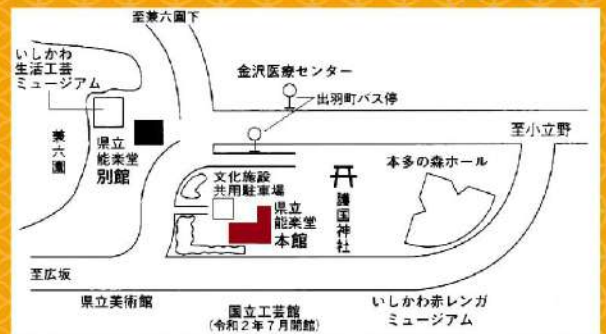 至兼六園下
いしかわ
生活工芸
ミュージアム
金沢医療センター
出羽町バス停
至小立野
兼六園
県立
能楽堂
別館
文化施設
共用駐車場
本多の森ホール
護国神社
県立
能楽堂
本館
至広坂
県立美術館
国立工芸館
(令和2年7月開館)
いしかわ赤レンガ
ミュージアム